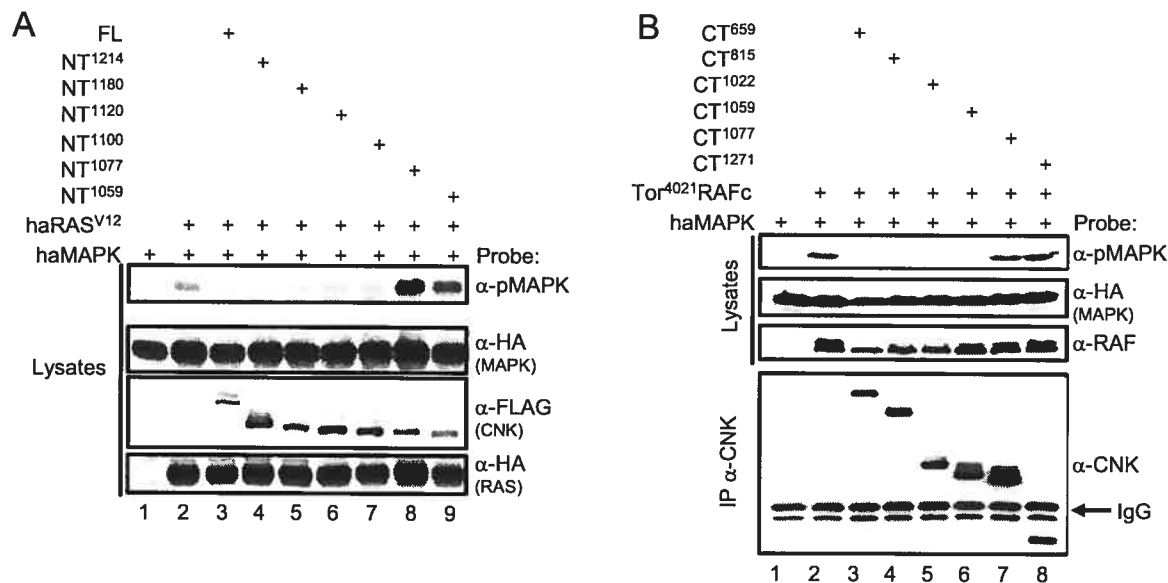 A
FL +
NT1214 +
NT1180 +
NT1120 +
NT1100 +
NT1077 +
NT1059 +
haRASV12 + + + + + + + +
haMAPK + + + + + + + + + Probe:
α-pMAPK
α-HA
(MAPK)
Lysates
α-FLAG
(CNK)
α-HA
(RAS)
1 2 3 4 5 6 7 8 9
B
CT659 +
CT815 +
CT1022 +
CT1059 +
CT1077 +
CT1271 +
Tor4021RAFc + + + + + + +
haMAPK + + + + + + + + Probe:
Lysates
α-pMAPK
α-HA
(MAPK)
α-RAF
IP α-CNK
α-CNK
IgG
1 2 3 4 5 6 7 8